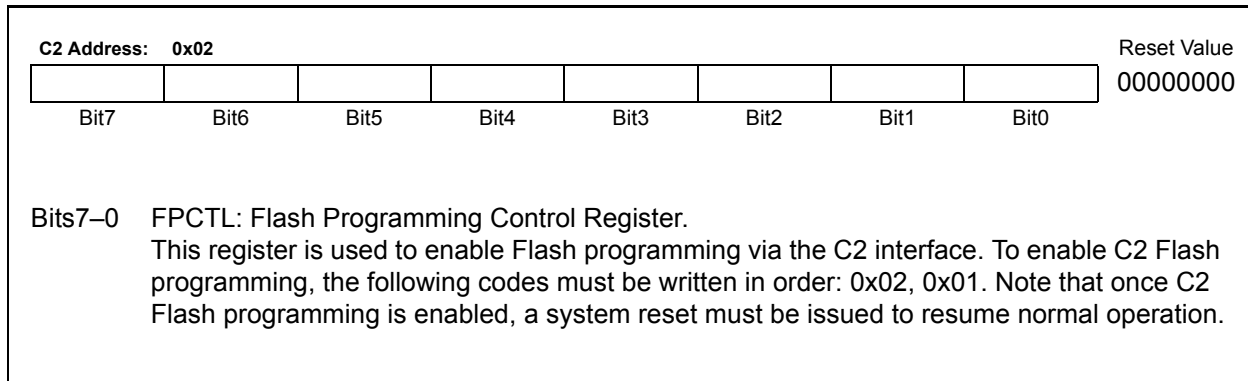 C2 Address: 0x02 Reset Value
00000000
Bit7 Bit6 Bit5 Bit4 Bit3 Bit2 Bit1 Bit0
Bits7–0 FPCTL: Flash Programming Control Register.
This register is used to enable Flash programming via the C2 interface. To enable C2 Flash
programming, the following codes must be written in order: 0x02, 0x01. Note that once C2
Flash programming is enabled, a system reset must be issued to resume normal operation.